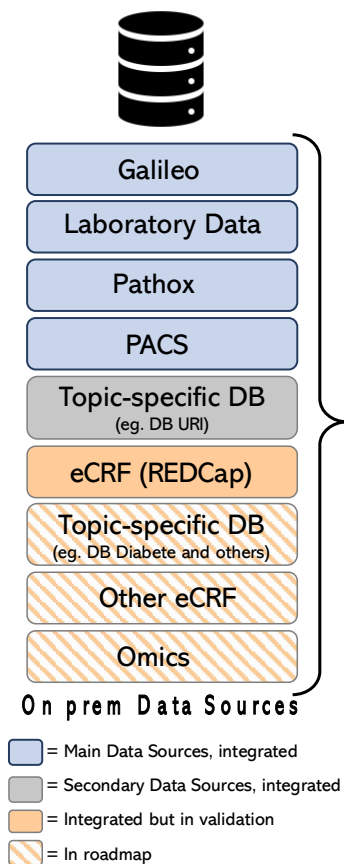 Galileo
Laboratory Data
Pathox
PACS
Topic-specific DB
(eg. DB URI)
eCRF (REDCap)
Topic-specific DB
(eg. DB Diabete and others)
Other eCRF
Omics
On prem Data Sources
= Main Data Sources, integrated
= Secondary Data Sources, integrated
= Integrated but in validation
= In roadmap